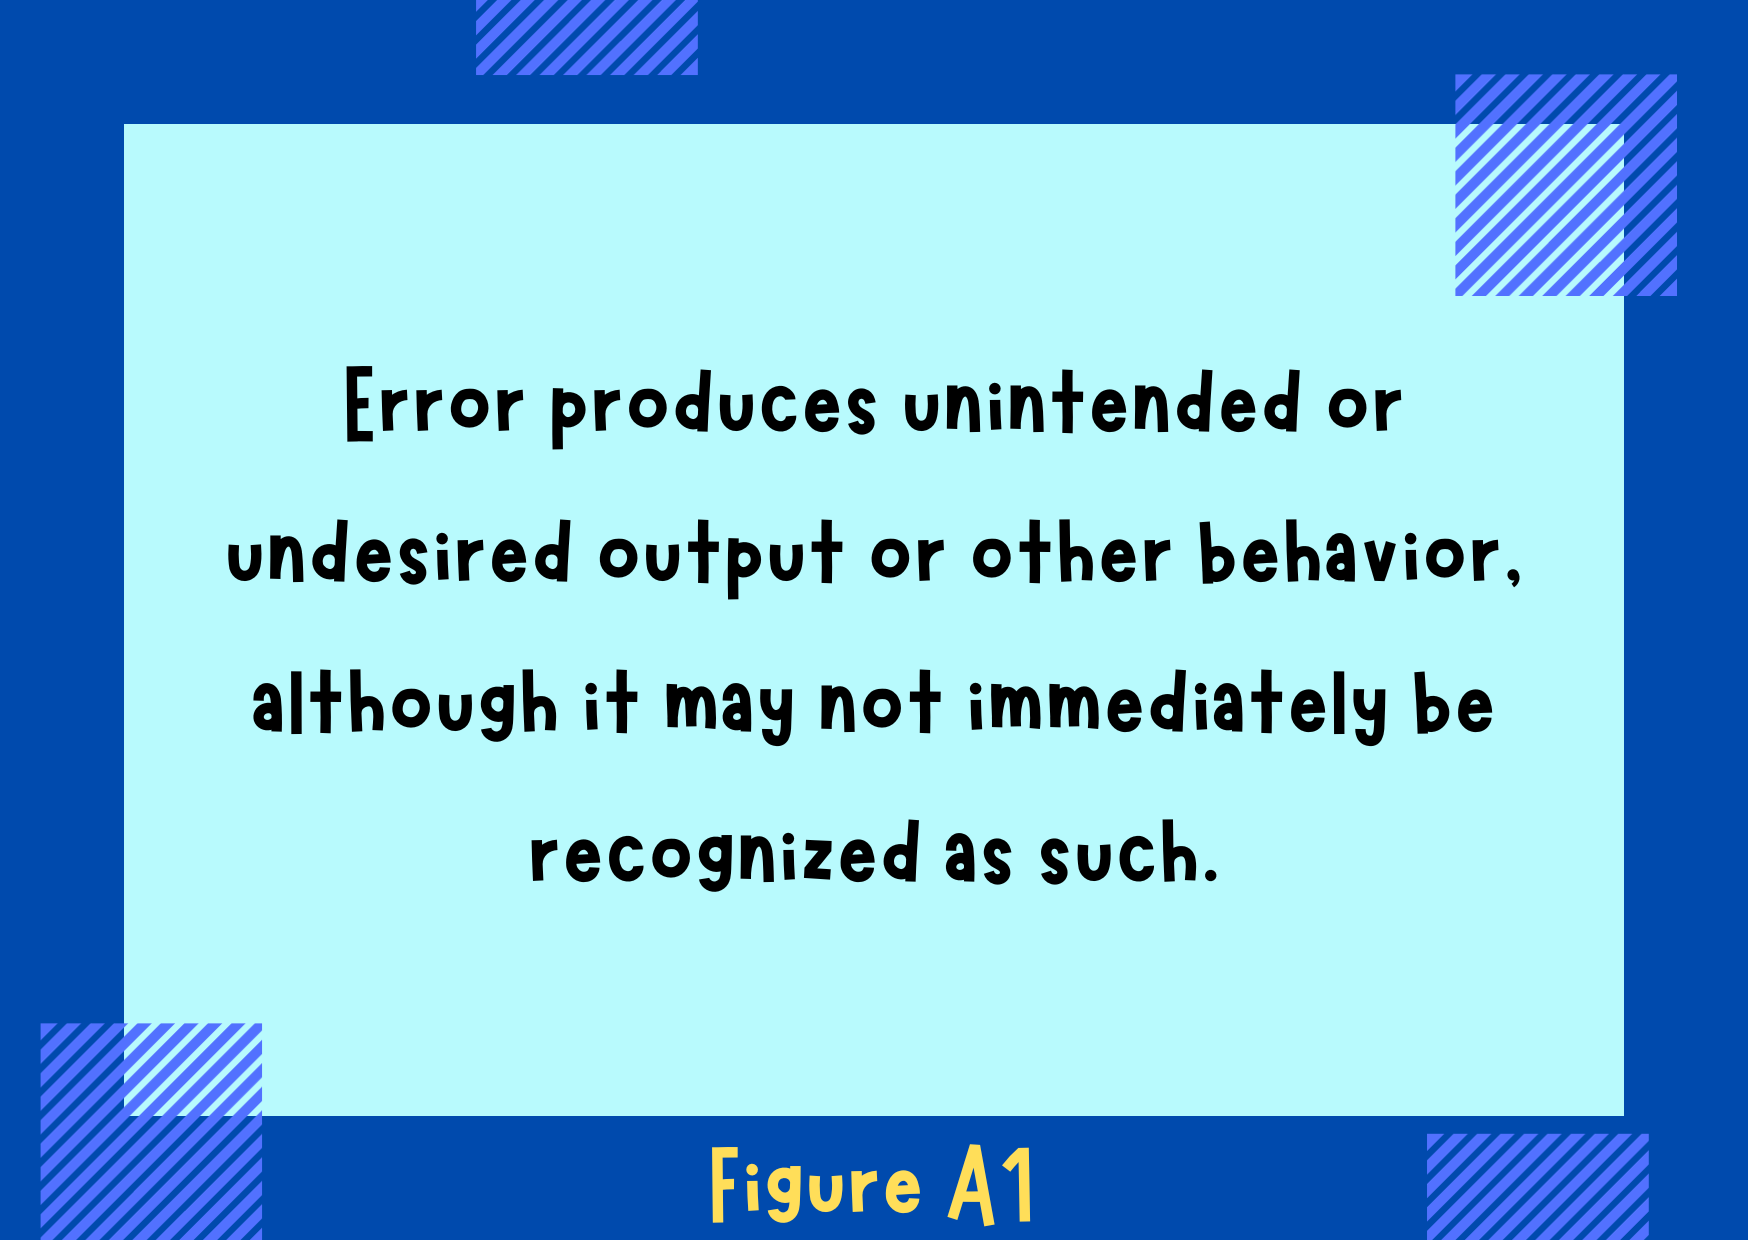 Error produces unintended or
undesired output or other behavior,
although it may not immediately be
recognized as such.
Figure A1